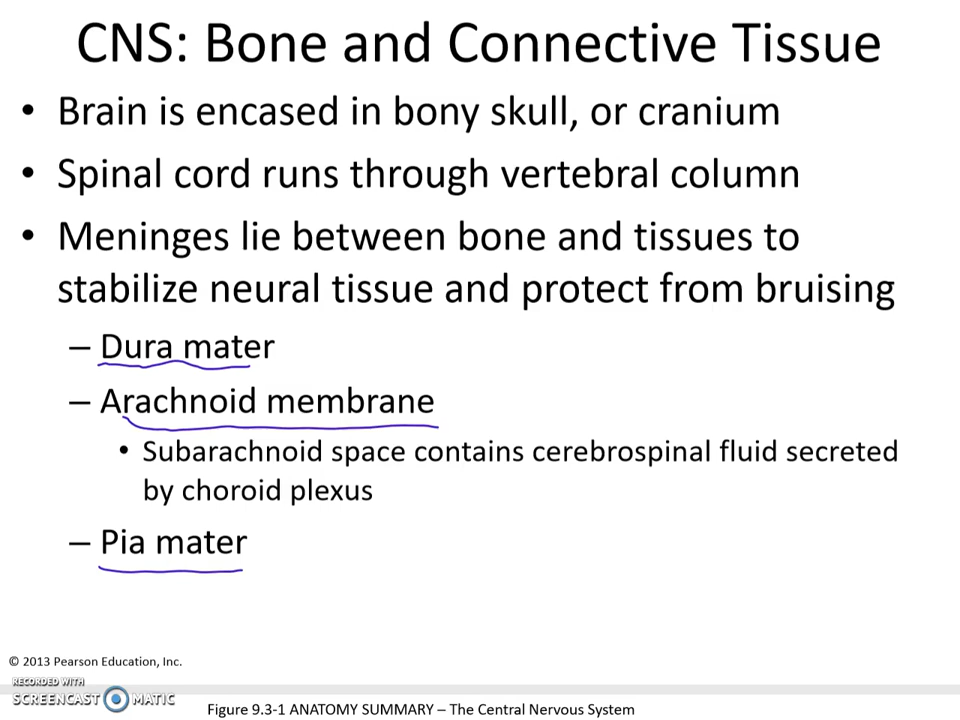 CNS: Bone and Connective Tissue
• Brain is encased in bony skull, or cranium
• Spinal cord runs through vertebral column
• Meninges lie between bone and tissues to
stabilize neural tissue and protect from bruising
– Dura mater
– Arachnoid membrane
• Subarachnoid space contains cerebrospinal fluid secreted
by choroid plexus
– Pia mater
© 2013 Pearson Education, Inc.
RECORDED WITH
SCREENCAST MATIC
Figure 9.3-1 ANATOMY SUMMARY – The Central Nervous System